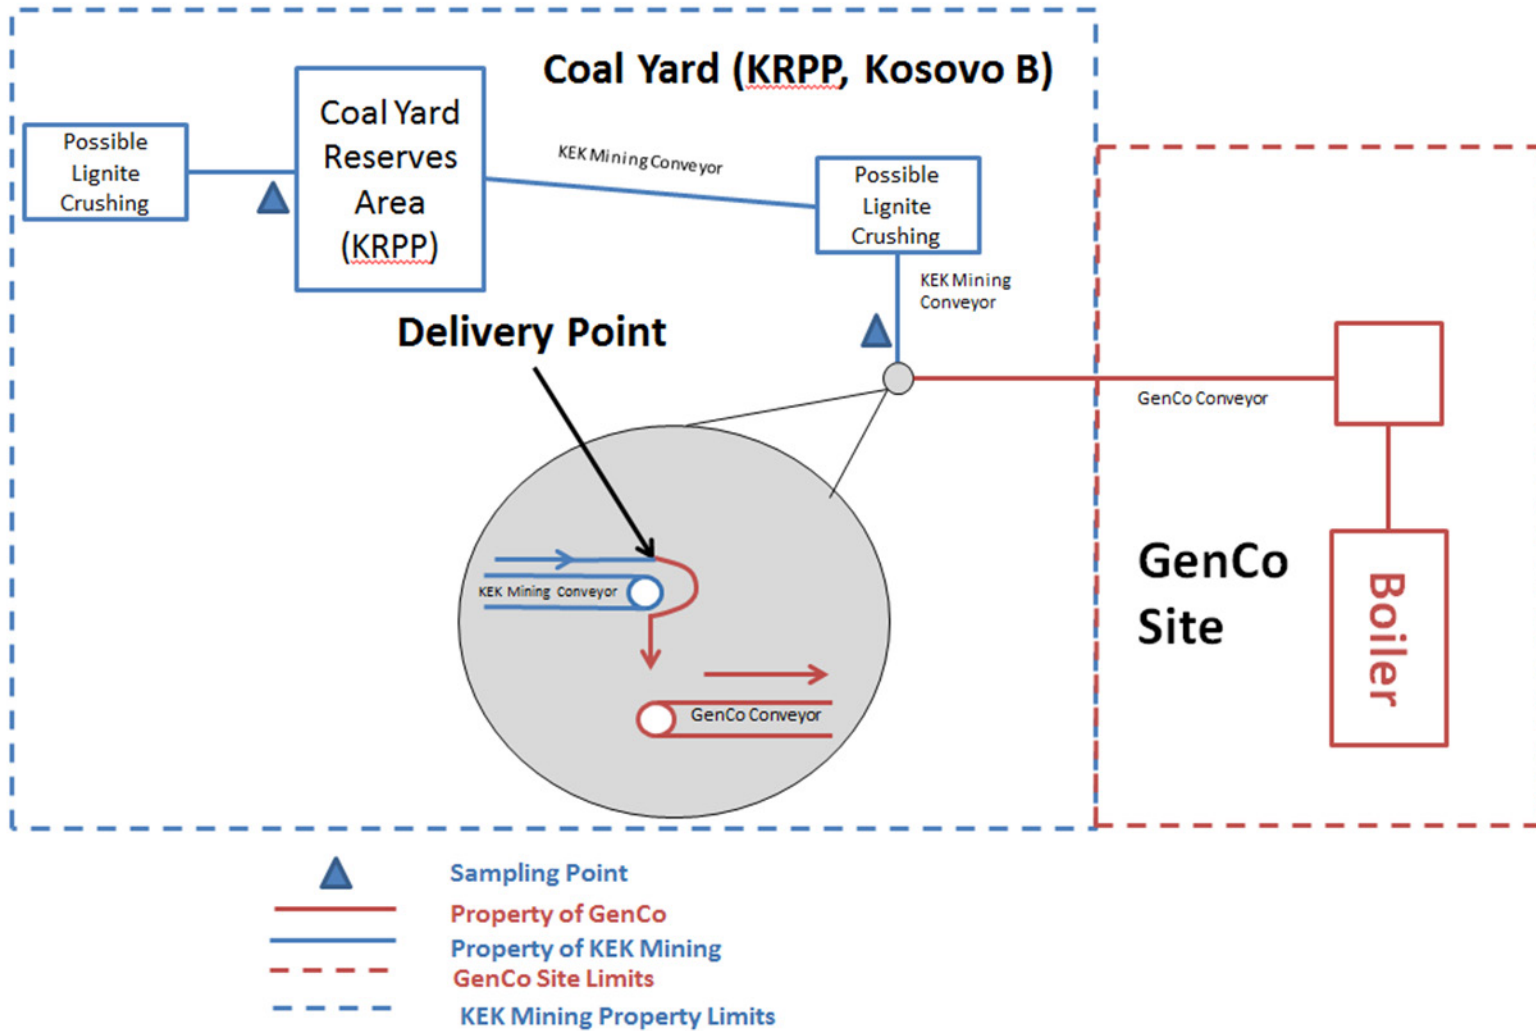 Coal Yard (KRPP, Kosovo B)
Possible
Lignite
Crushing
Coal Yard
Reserves
Area
(KRPP)
KEK Mining Conveyor
Possible
Lignite
Crushing
KEK Mining
Conveyor
Delivery Point
GenCo Conveyor
KEK Mining Conveyor
GenCo Conveyor
GenCo
Site
Boiler
Sampling Point
Property of GenCo
Property of KEK Mining
GenCo Site Limits
KEK Mining Property Limits